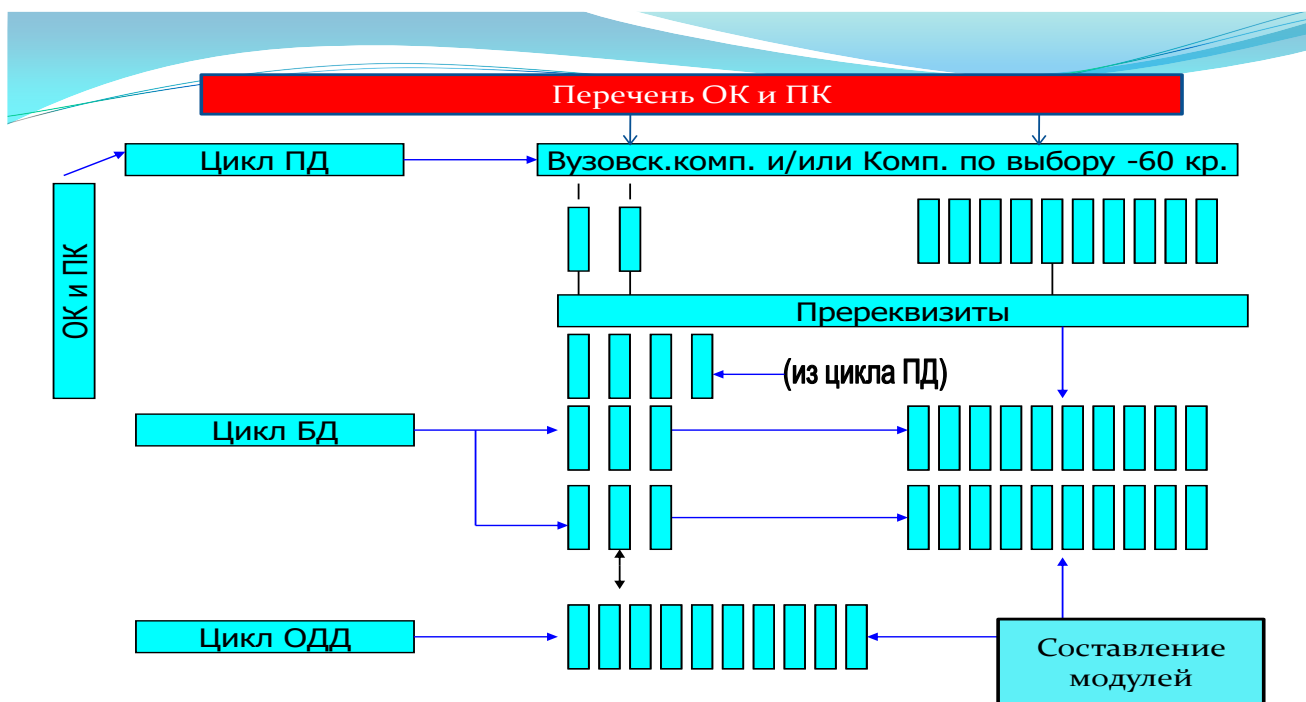 Перечень ОК и ПК
Цикл ПД
Вузовск.комп. и/или Комп. по выбору -60 кр.
ОК и ПК
Пререквизиты
(из цикла ПД)
Цикл БД
Цикл ОДД
Составление
модулей